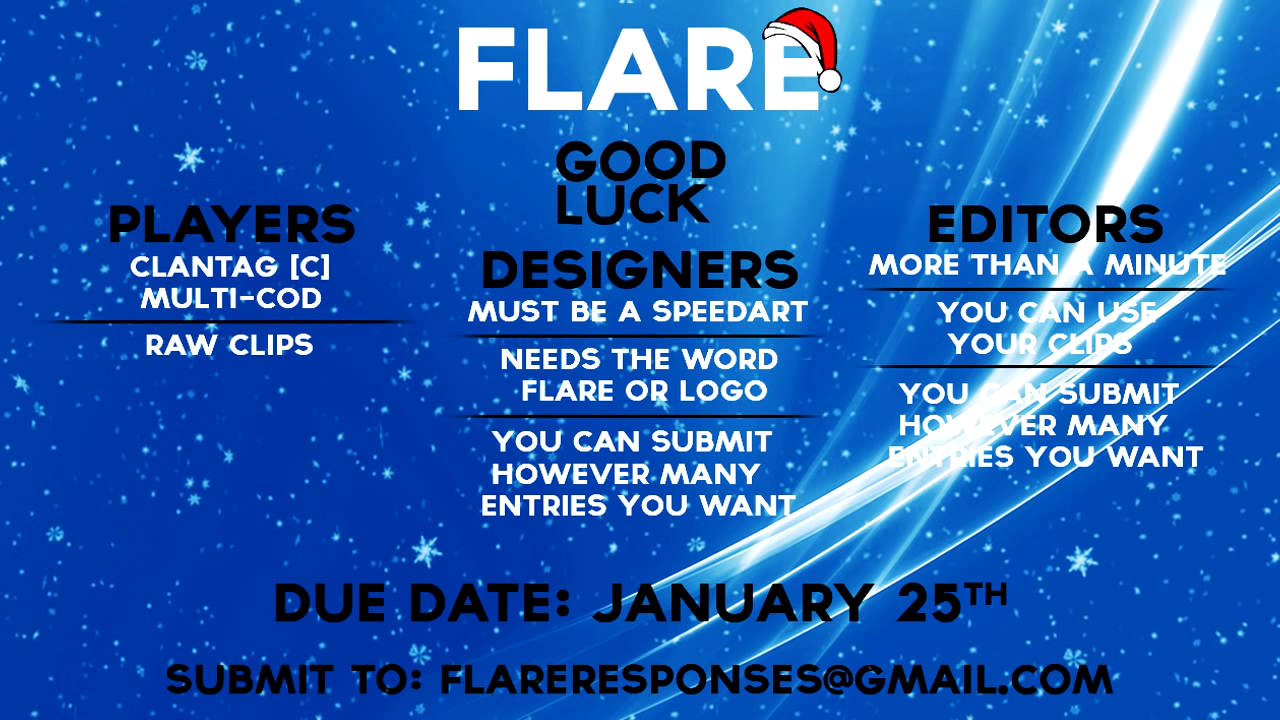 FLARE
GOOD
LUCK
PLAYERS
CLANTAG [C]
MULTI-COD
RAW CLIPS
DESIGNERS
MUST BE A SPEEDART
NEEDS THE WORD
FLARE OR LOGO
YOU CAN SUBMIT
HOWEVER MANY
ENTRIES YOU WANT
EDITORS
MORE THAN A MINUTE
YOU CAN USE
YOUR CLIPS
YOU CAN SUBMIT
HOWEVER MANY
ENTRIES YOU WANT
DUE DATE: JANUARY 25TH
SUBMIT TO: FLARERESPONSES@GMAIL.COM